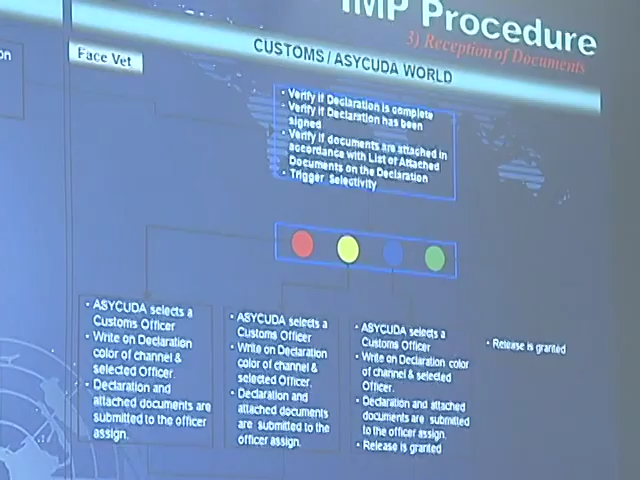 IMP Procedure
3) Reception of Documents
on
Face Vet
CUSTOMS / ASYCUDA WORLD
• Verify if Declaration is complete
• Verify if Declaration has been
signed
• Verify if documents are attached in
accordance with List of Attached
Documents on the Declaration
• Trigger Selectivity
• ASYCUDA selects a
Customs Officer
• Write on Declaration
color of channel &
selected Officer.
• Declaration and
attached documents are
submitted to the officer
assign.
• ASYCUDA selects a
Customs Officer
• Write on Declaration
color of channel &
selected Officer.
• Declaration and
attached documents
are submitted to the
officer assign.
• ASYCUDA selects a
Customs Officer
• Write on Declaration color
of channel & selected
Officer.
• Declaration and attached
documents are submitted
to the officer assign.
• Release is granted
• Release is granted